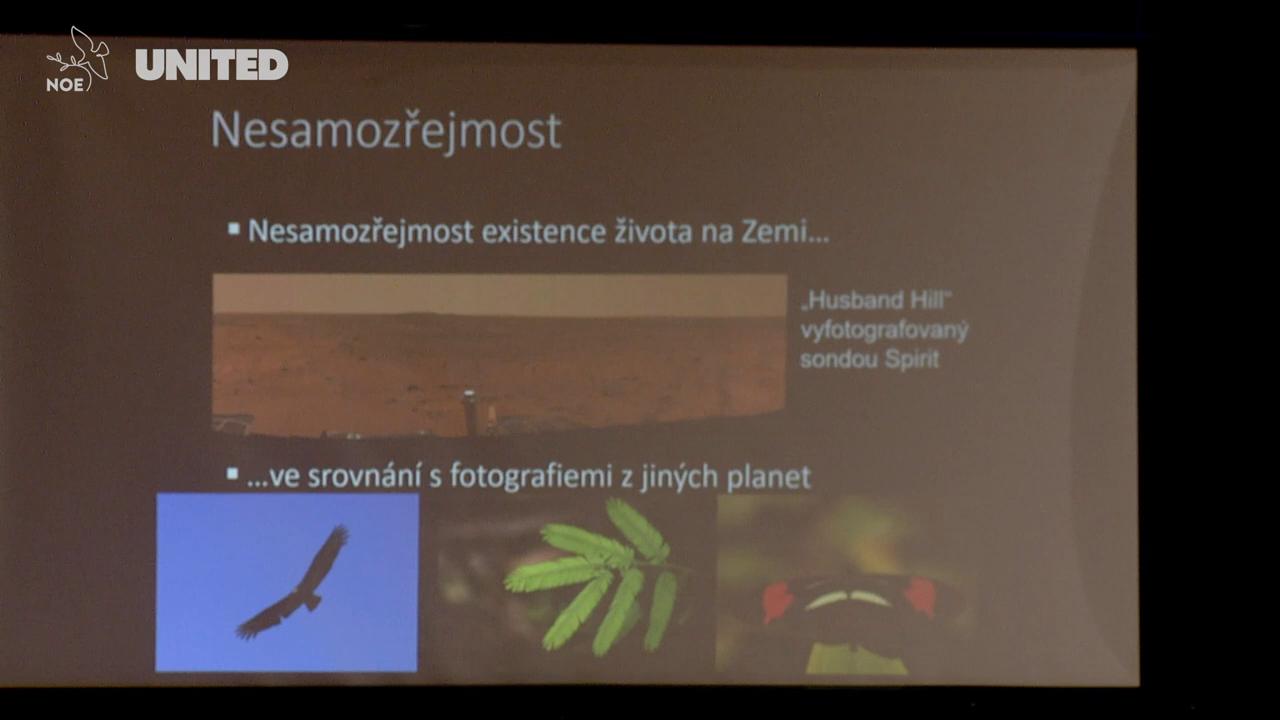 NOE
UNITED
Nesamozřejmost
▪ Nesamozřejmost existence života na Zemi...
„Husband Hill“
vyfotografovaný
sondou Spirit
▪ ...ve srovnání s fotografiemi z jiných planet